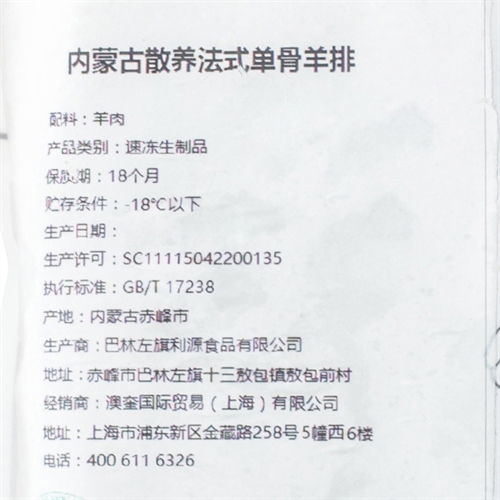 内蒙古散养法式单骨羊排
配料：羊肉
产品类别：速冻生制品
保质期：18个月
贮存条件：-18℃以下
生产日期：
生产许可：SC11115042200135
执行标准：GB/T 17238
产地：内蒙古赤峰市
生产商：巴林左旗利源食品有限公司
地址：赤峰市巴林左旗十三敖包镇敖包前村
经销商：澳奎国际贸易（上海）有限公司
地址：上海市浦东新区金藏路258号5幢西6楼
电话：400 611 6326